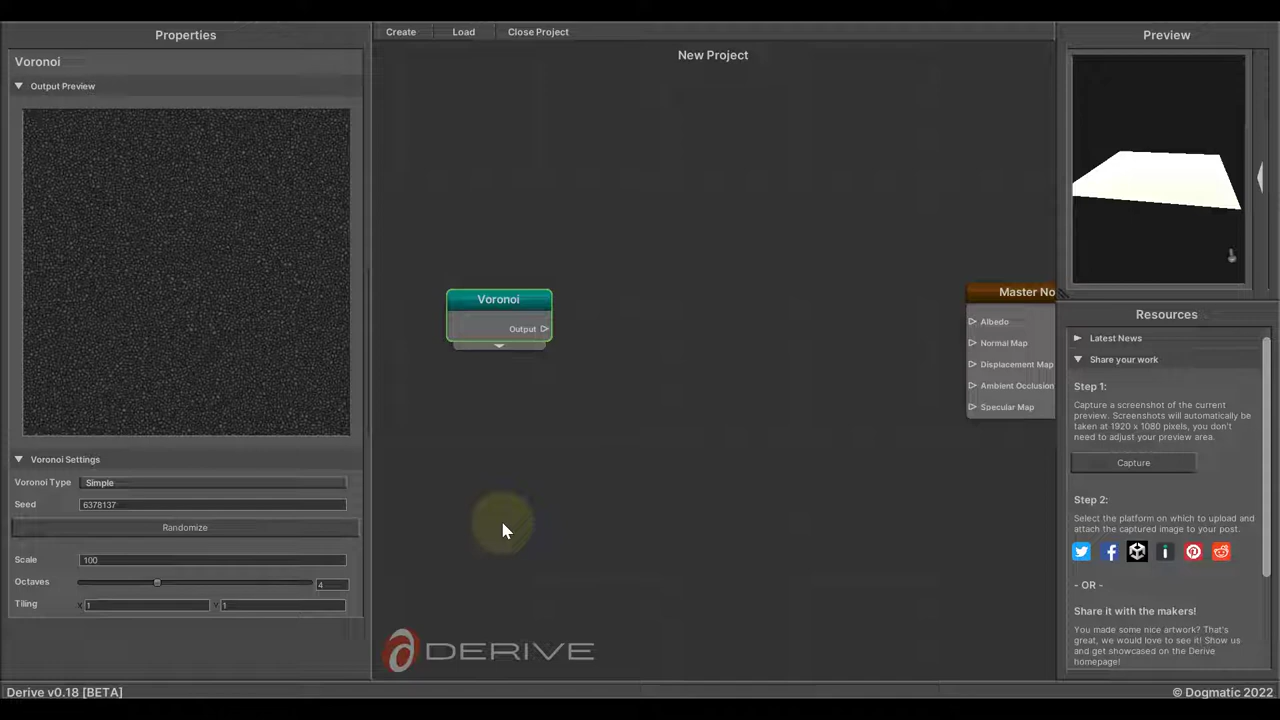 Properties
Voronoi
Output Preview
Voronoi Settings
Voronoi Type
Simple
Seed
6378137
Randomize
Scale
100
Octaves
4
Tiling
X
1
Y
1
Create
Load
Close Project
New Project
Voronoi
Output
Master No
Albedo
Normal Map
Displacement Map
Ambient Occlusion
Specular Map
DERIVE
Preview
Resources
Latest News
Share your work
Step 1:
Capture a screenshot of the current
preview. Screenshots will automatically be
taken at 1920 x 1080 pixels, you don't
need to adjust your preview area.
Capture
Step 2:
Select the platform on which to upload and
attach the captured image to your post.
- OR -
Share it with the makers!
You made some nice artwork? That's
great, we would love to see it! Show us
and get showcased on the Derive
homepage!
Derive v0.18 [BETA]
© Dogmatic 2022